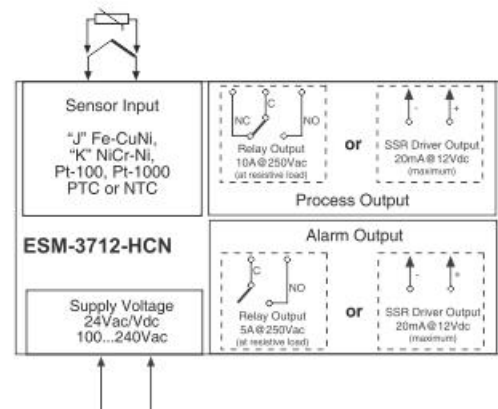 Sensor Input
"J" Fe-CuNi,
"K" NiCr-Ni,
Pt-100, Pt-1000
PTC or NTC
ESM-3712-HCN
Supply Voltage
24Vac/Vdc
100...240Vac
C
NC
NO
Relay Output
10A@250Vac
(at resistive load)
or
- +
SSR Driver Output
20mA@12Vdc
(maximum)
Process Output
Alarm Output
C
NO
Relay Output
5A@250Vac
(at resistive load)
or
- +
SSR Driver Output
20mA@12Vdc
(maximum)